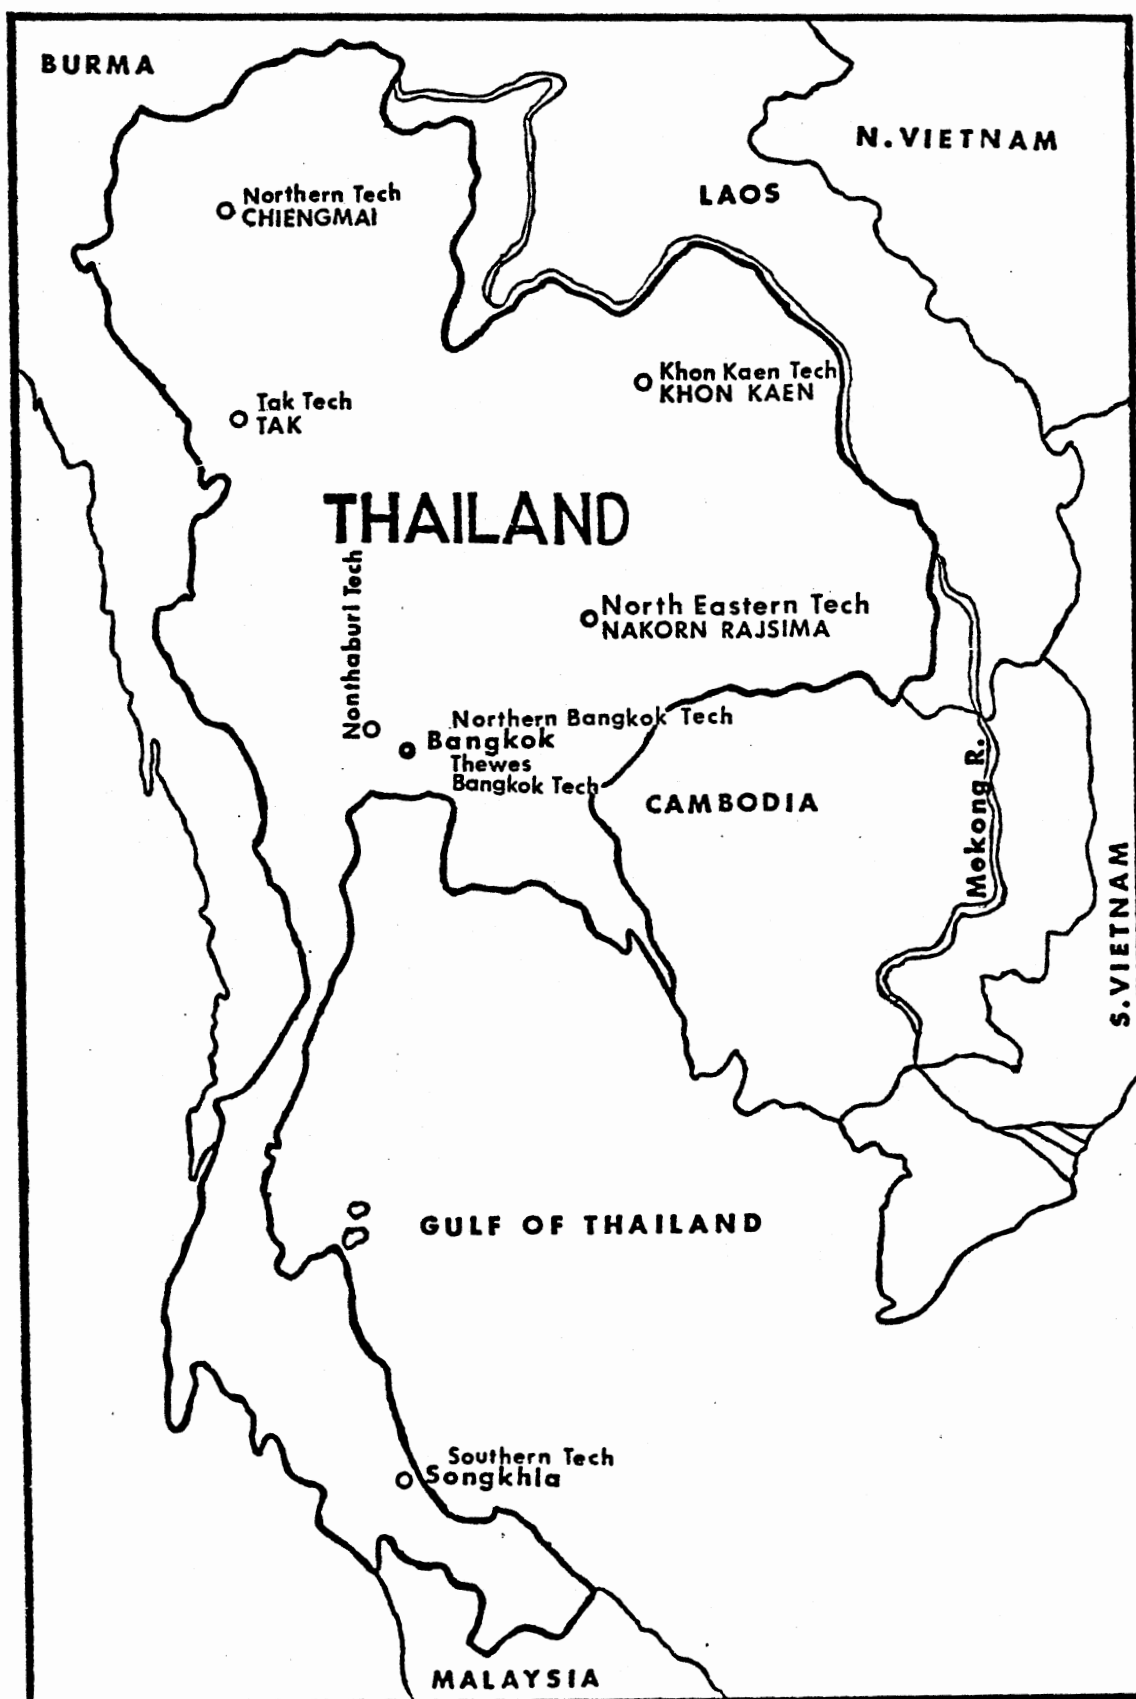 BURMA
N. VIETNAM
LAOS
Northern Tech
CHIENGMAI
Khon Kaen Tech
KHON KAEN
Tak Tech
TAK
THAILAND
Nonthaburi Tech
North Eastern Tech
NAKORN RAJSIMA
Northern Bangkok Tech
Bangkok
Thewes
Bangkok Tech
CAMBODIA
Mekong R.
S. VIETNAM
GULF OF THAILAND
Southern Tech
Songkhla
MALAYSIA